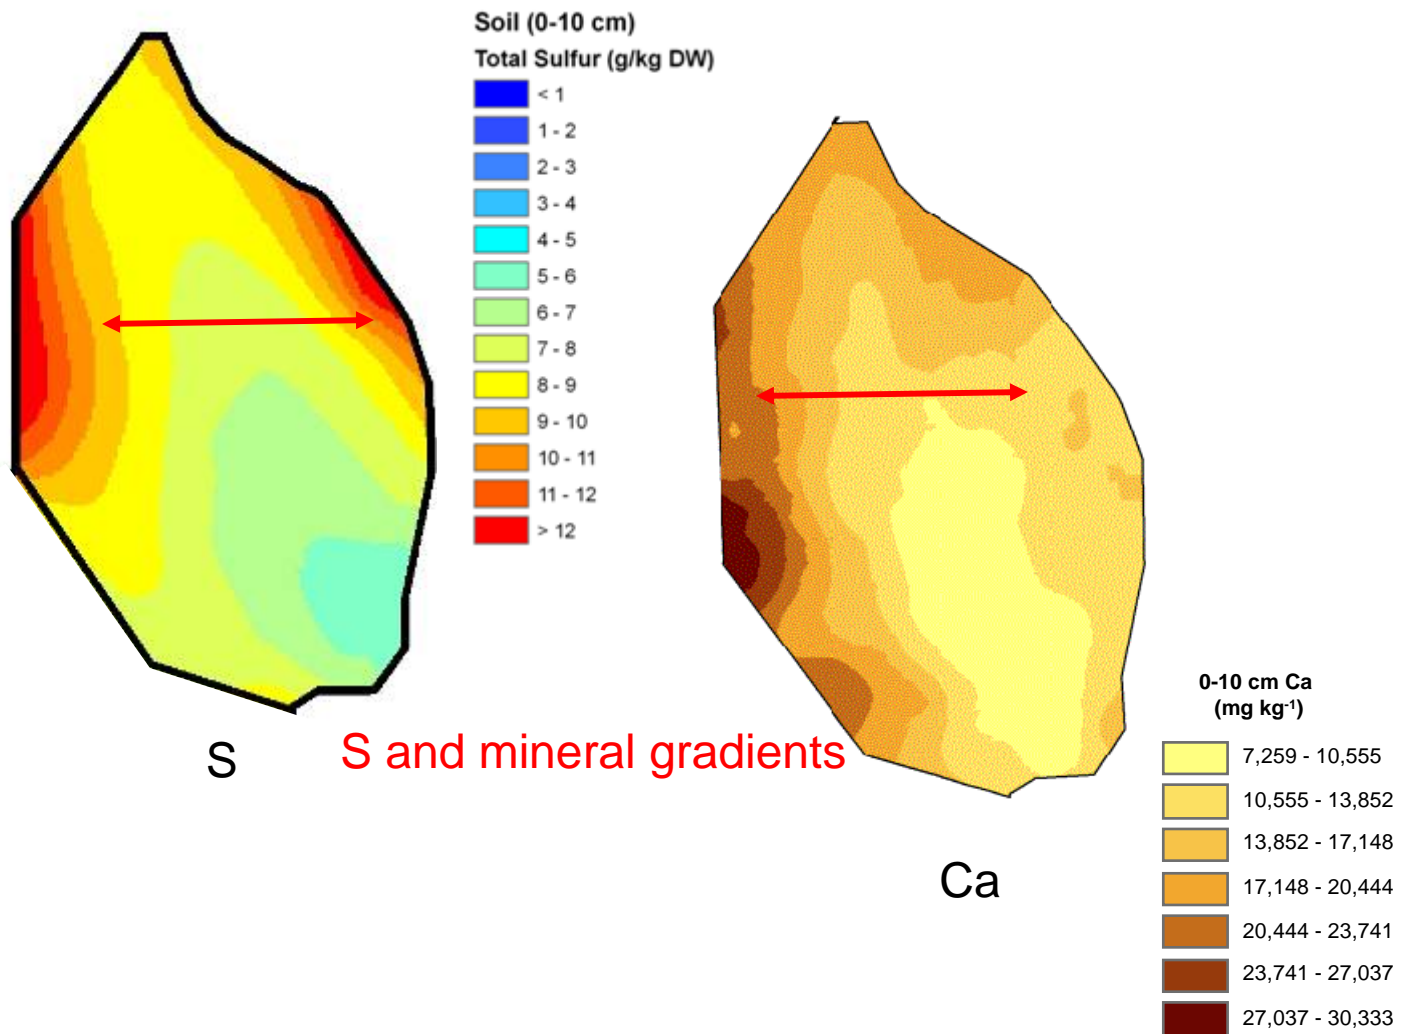 Soil (0-10 cm)
Total Sulfur (g/kg DW)
< 1
1 - 2
2 - 3
3 - 4
4 - 5
5 - 6
6 - 7
7 - 8
8 - 9
9 - 10
10 - 11
11 - 12
> 12
S
S and mineral gradients
Ca
0-10 cm Ca
(mg kg⁻¹)
7,259 - 10,555
10,555 - 13,852
13,852 - 17,148
17,148 - 20,444
20,444 - 23,741
23,741 - 27,037
27,037 - 30,333